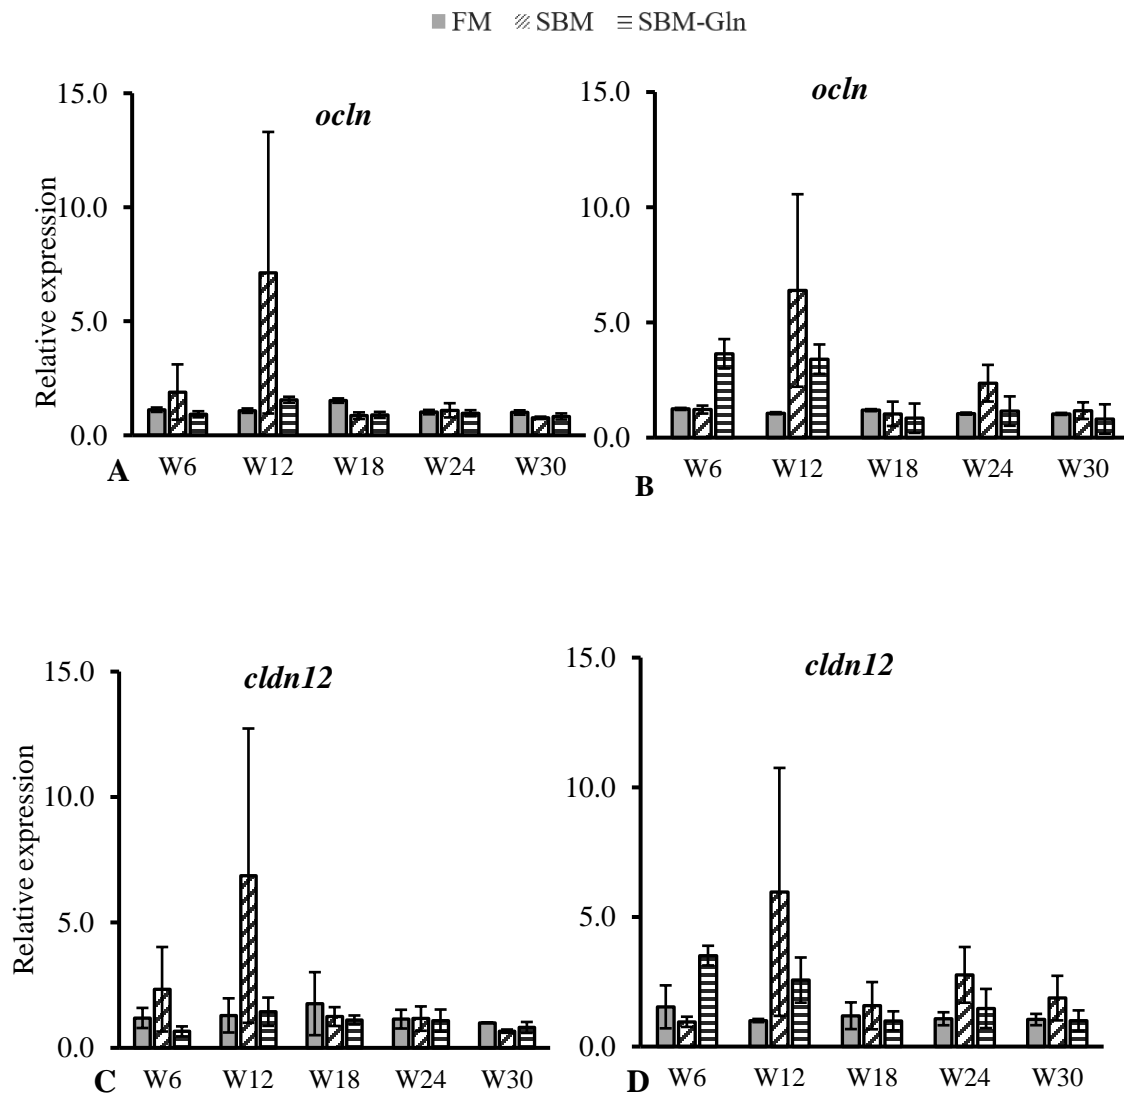 FM SBM SBM-Gln
ocln
Relative expression
15.0
10.0
5.0
0.0
W6 W12 W18 W24 W30
A
ocln
15.0
10.0
5.0
0.0
W6 W12 W18 W24 W30
B
cldn12
Relative expression
15.0
10.0
5.0
0.0
W6 W12 W18 W24 W30
C
cldn12
15.0
10.0
5.0
0.0
W6 W12 W18 W24 W30
D